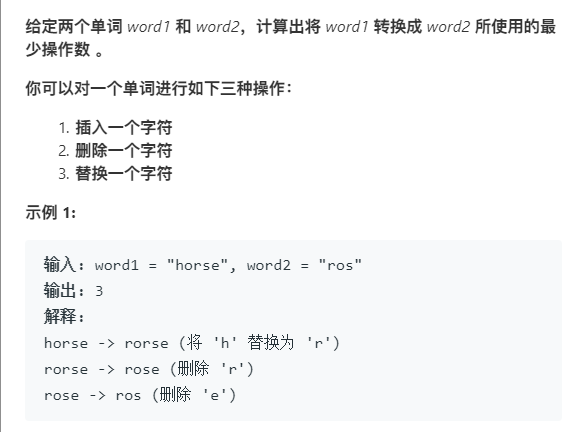 给定两个单词 word1 和 word2，计算出将 word1 转换成 word2 所使用的最
少操作数 。
你可以对一个单词进行如下三种操作：
1. 插入一个字符
2. 删除一个字符
3. 替换一个字符
示例 1:
输入: word1 = "horse", word2 = "ros"
输出: 3
解释:
horse -> rorse (将 'h' 替换为 'r')
rorse -> rose (删除 'r')
rose -> ros (删除 'e')